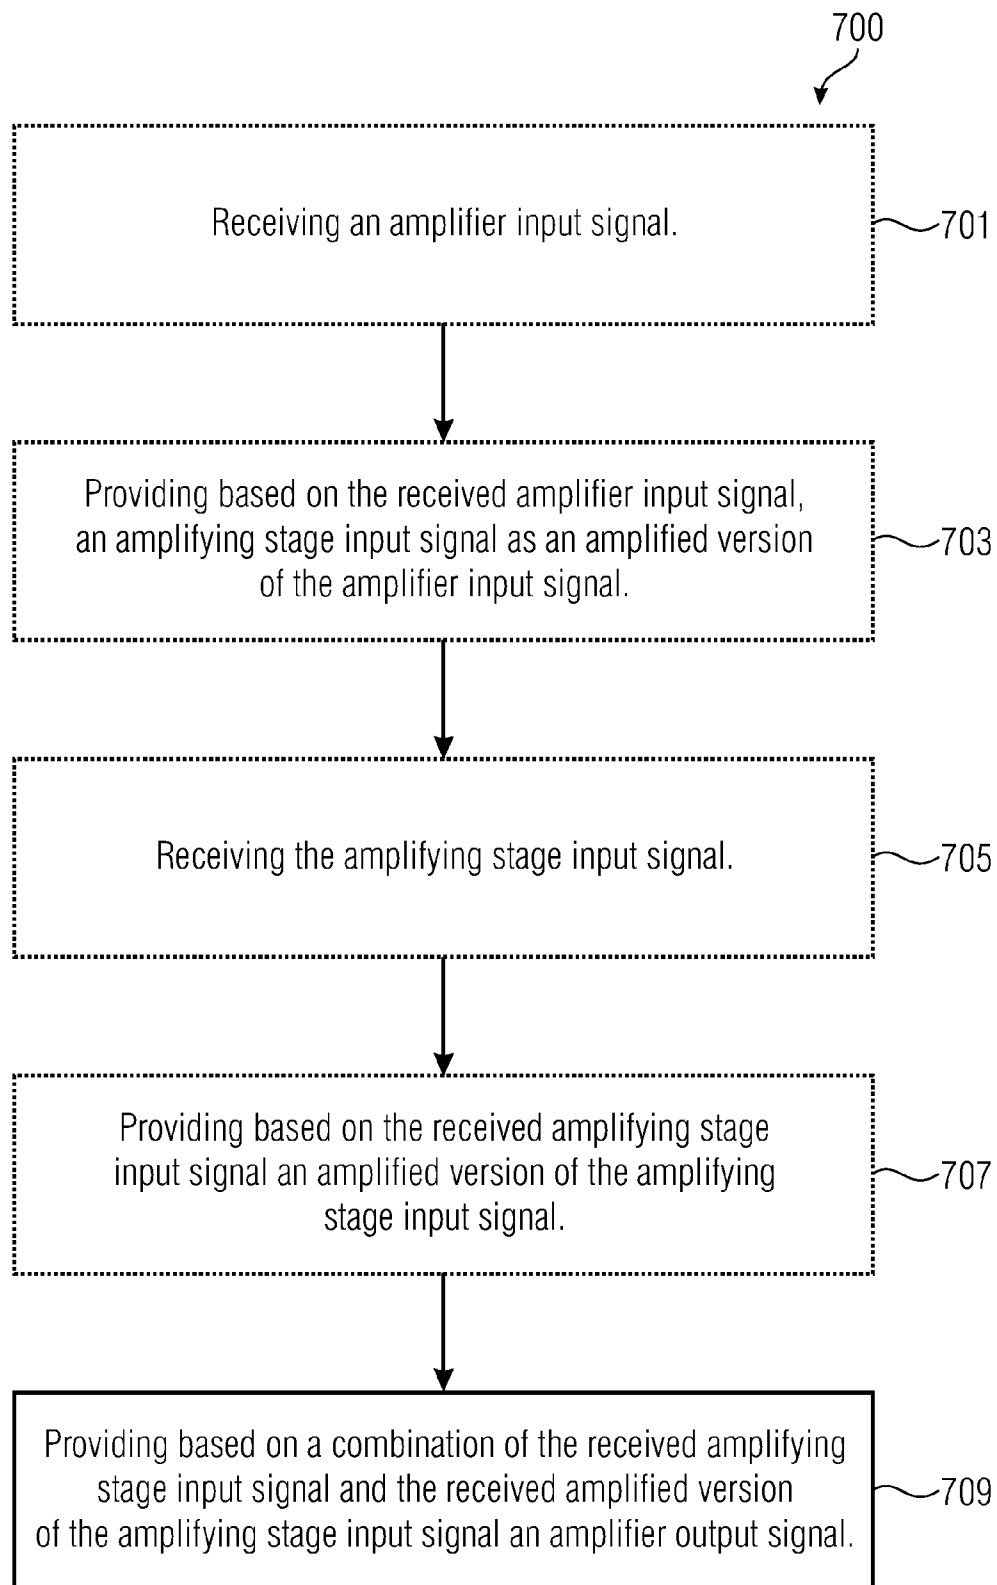 700
Receiving an amplifier input signal.
701
Providing based on the received amplifier input signal,
an amplifying stage input signal as an amplified version
of the amplifier input signal.
703
Receiving the amplifying stage input signal.
705
Providing based on the received amplifying stage
input signal an amplified version of the amplifying
stage input signal.
707
Providing based on a combination of the received amplifying
stage input signal and the received amplified version
of the amplifying stage input signal an amplifier output signal.
709